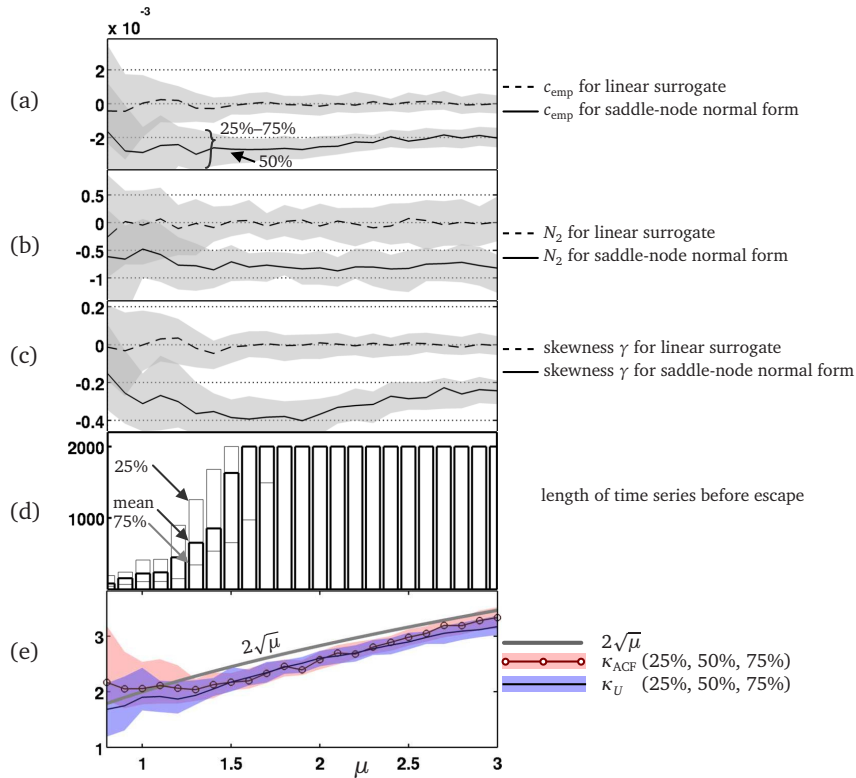 x 10⁻³
(a)
2
0
-2
25%–75%
50%
c_emp for linear surrogate
c_emp for saddle-node normal form
(b)
0.5
0
-0.5
-1
N₂ for linear surrogate
N₂ for saddle-node normal form
(c)
0.2
0
-0.2
-0.4
skewness γ for linear surrogate
skewness γ for saddle-node normal form
(d)
2000
1000
25%
mean
75%
length of time series before escape
(e)
3
2
1
2√μ
2√μ
κ_ACF (25%, 50%, 75%)
κ_U (25%, 50%, 75%)
1
1.5
2
2.5
3
μ